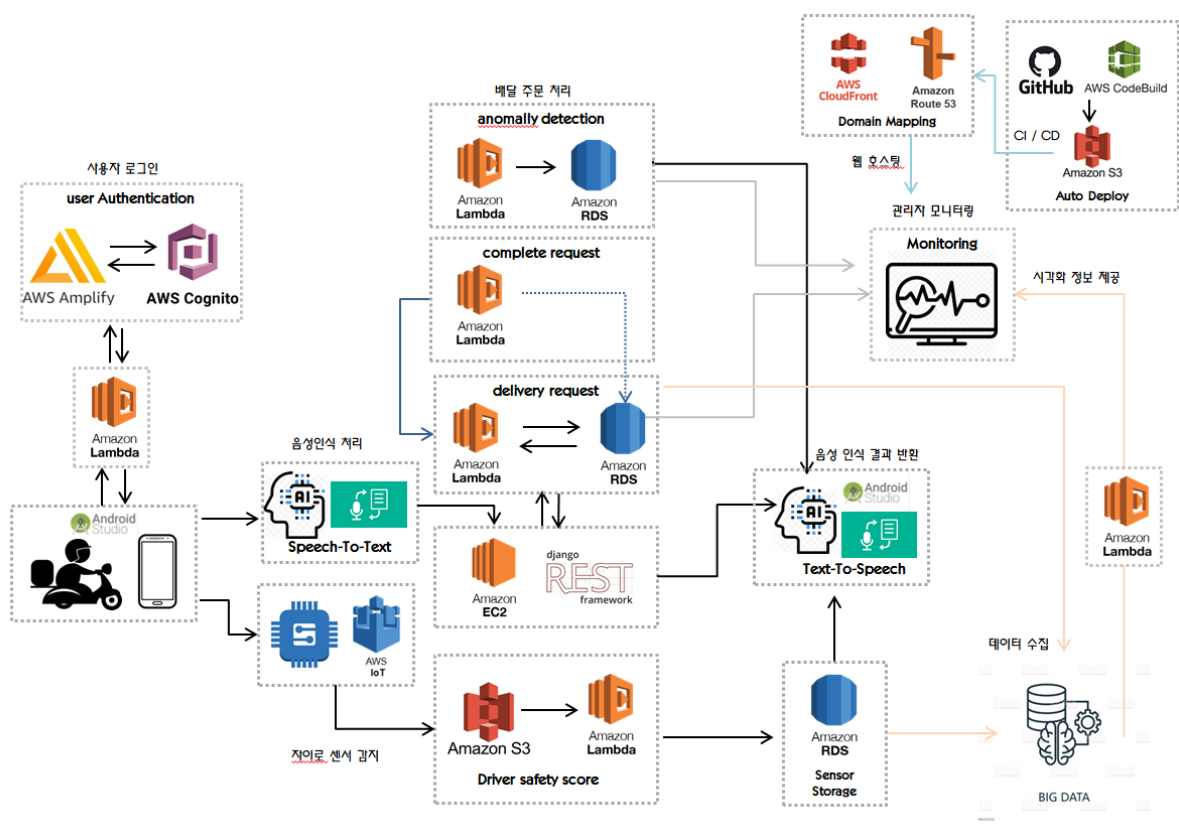 사용자 로그인
user Authentication
AWS Amplify
AWS Cognito
Amazon
Lambda
Android
Studio
음성인식 처리
Speech-To-Text
AWS
IoT
자이로 센서 감지
배달 주문 처리
anomally detection
Amazon
Lambda
Amazon
RDS
complete request
Amazon
Lambda
delivery request
Amazon
Lambda
Amazon
RDS
Amazon
EC2
django
REST
framework
Amazon S3
Amazon
Lambda
Driver safety score
AWS
CloudFront
Amazon
Route 53
Domain Mapping
웹 호스팅
GitHub
AWS CodeBuild
CI / CD
Amazon S3
Auto Deploy
관리자 모니터링
Monitoring
시각화 정보 제공
음성 인식 결과 반환
AI
Android
Studio
Text-To-Speech
AI
Amazon
RDS
Sensor
Storage
Amazon
Lambda
데이터 수집
BIG DATA